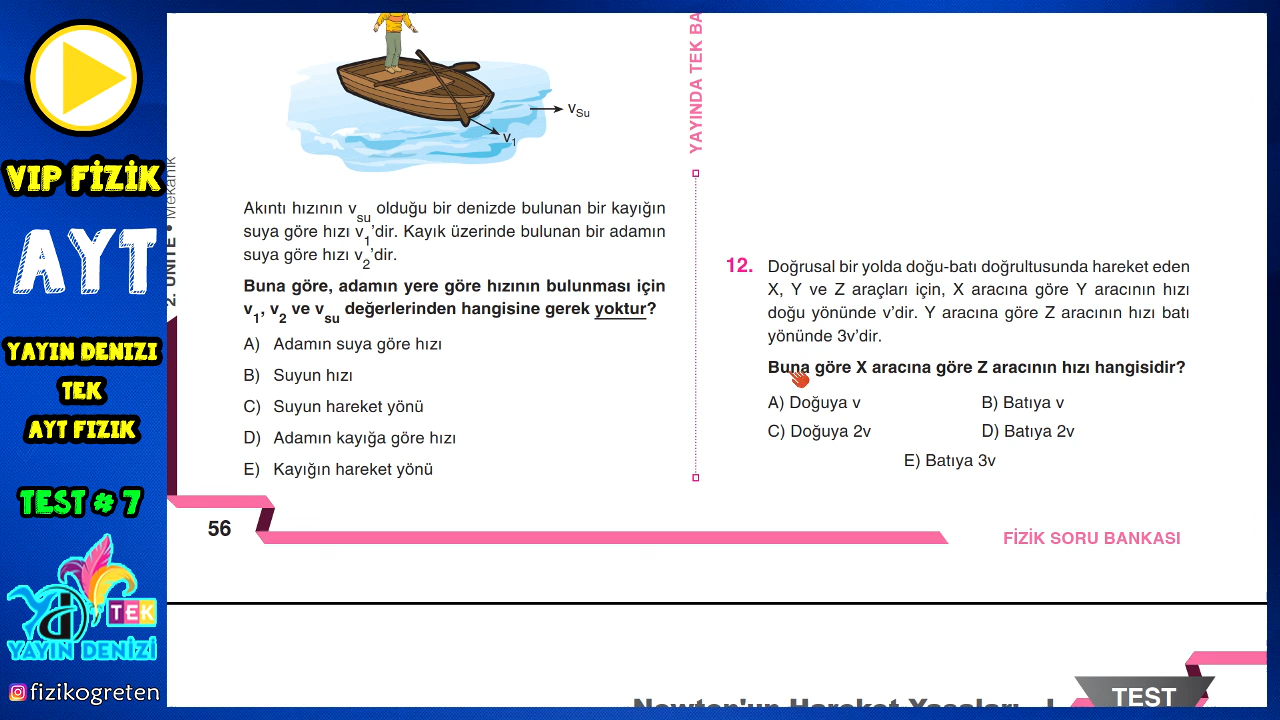 VIP FİZİK
AYT
YAYIN DENIZI
TEK
AYT FIZIK
TEST # 7
TEK
YAYIN DENİZİ
fizikogreten
2. ÜNİTE • Mekanik
vSu
v1
Akıntı hızının vsu olduğu bir denizde bulunan bir kayığın
suya göre hızı v1'dir. Kayık üzerinde bulunan bir adamın
suya göre hızı v2'dir.
Buna göre, adamın yere göre hızının bulunması için
v1, v2 ve vsu değerlerinden hangisine gerek yoktur?
A) Adamın suya göre hızı
B) Suyun hızı
C) Suyun hareket yönü
D) Adamın kayığa göre hızı
E) Kayığın hareket yönü
56
YAYINDA TEK BA
12. Doğrusal bir yolda doğu-batı doğrultusunda hareket eden
X, Y ve Z araçları için, X aracına göre Y aracının hızı
doğu yönünde v'dir. Y aracına göre Z aracının hızı batı
yönünde 3v'dir.
Buna göre X aracına göre Z aracının hızı hangisidir?
A) Doğuya v B) Batıya v
C) Doğuya 2v D) Batıya 2v
E) Batıya 3v
FİZİK SORU BANKASI
Newton'un Hareket Yasaları - I
TEST